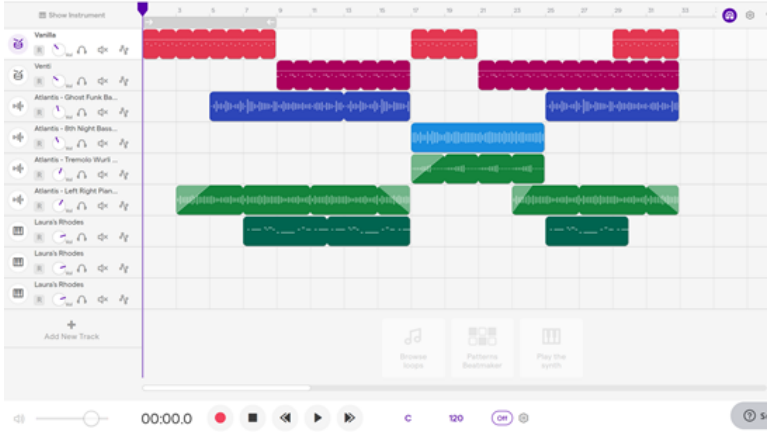 Show Instrument
3 5 7 9 11 13 15 17 19 21 23 25 27 29 31 33
Vanilla
R
Venti
R
Atlantis - Ghost Funk Ba...
R
Atlantis - 8th Night Bass...
R
Atlantis - Tremolo Wurli ...
R
Atlantis - Left Right Pian...
R
Laura's Rhodes
R
Laura's Rhodes
R
Laura's Rhodes
R
Add New Track
Browse loops
Patterns Beatmaker
Play the synth
00:00.0
C
120
Off